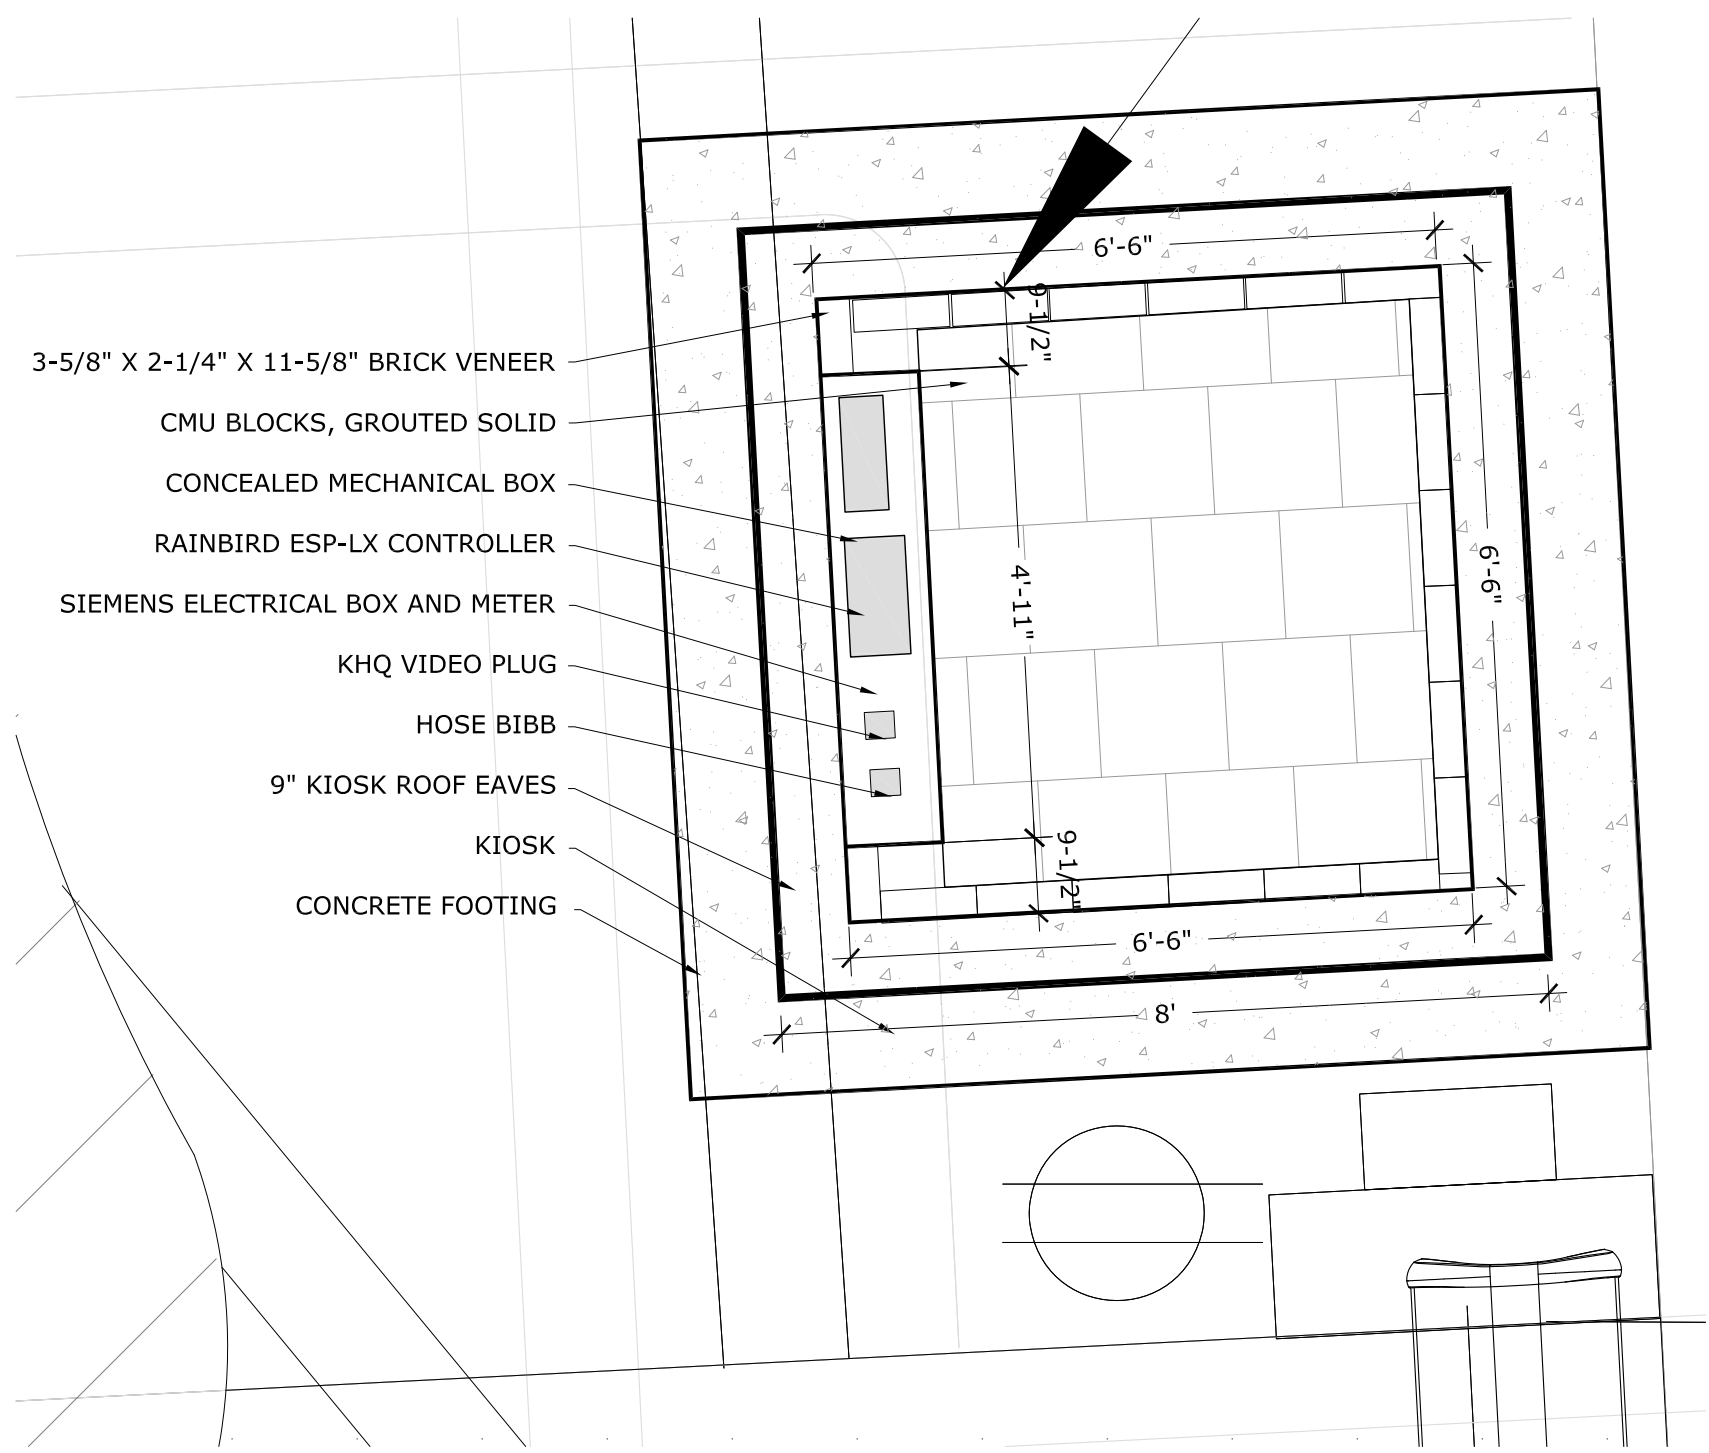 6'-6"
9-1/2"
3-5/8" X 2-1/4" X 11-5/8" BRICK VENEER
CMU BLOCKS, GROUTED SOLID
CONCEALED MECHANICAL BOX
RAINBIRD ESP-LX CONTROLLER
6'-6"
4'-11"
SIEMENS ELECTRICAL BOX AND METER
KHQ VIDEO PLUG
HOSE BIBB
9" KIOSK ROOF EAVES
KIOSK
9-1/2"
CONCRETE FOOTING
6'-6"
8'